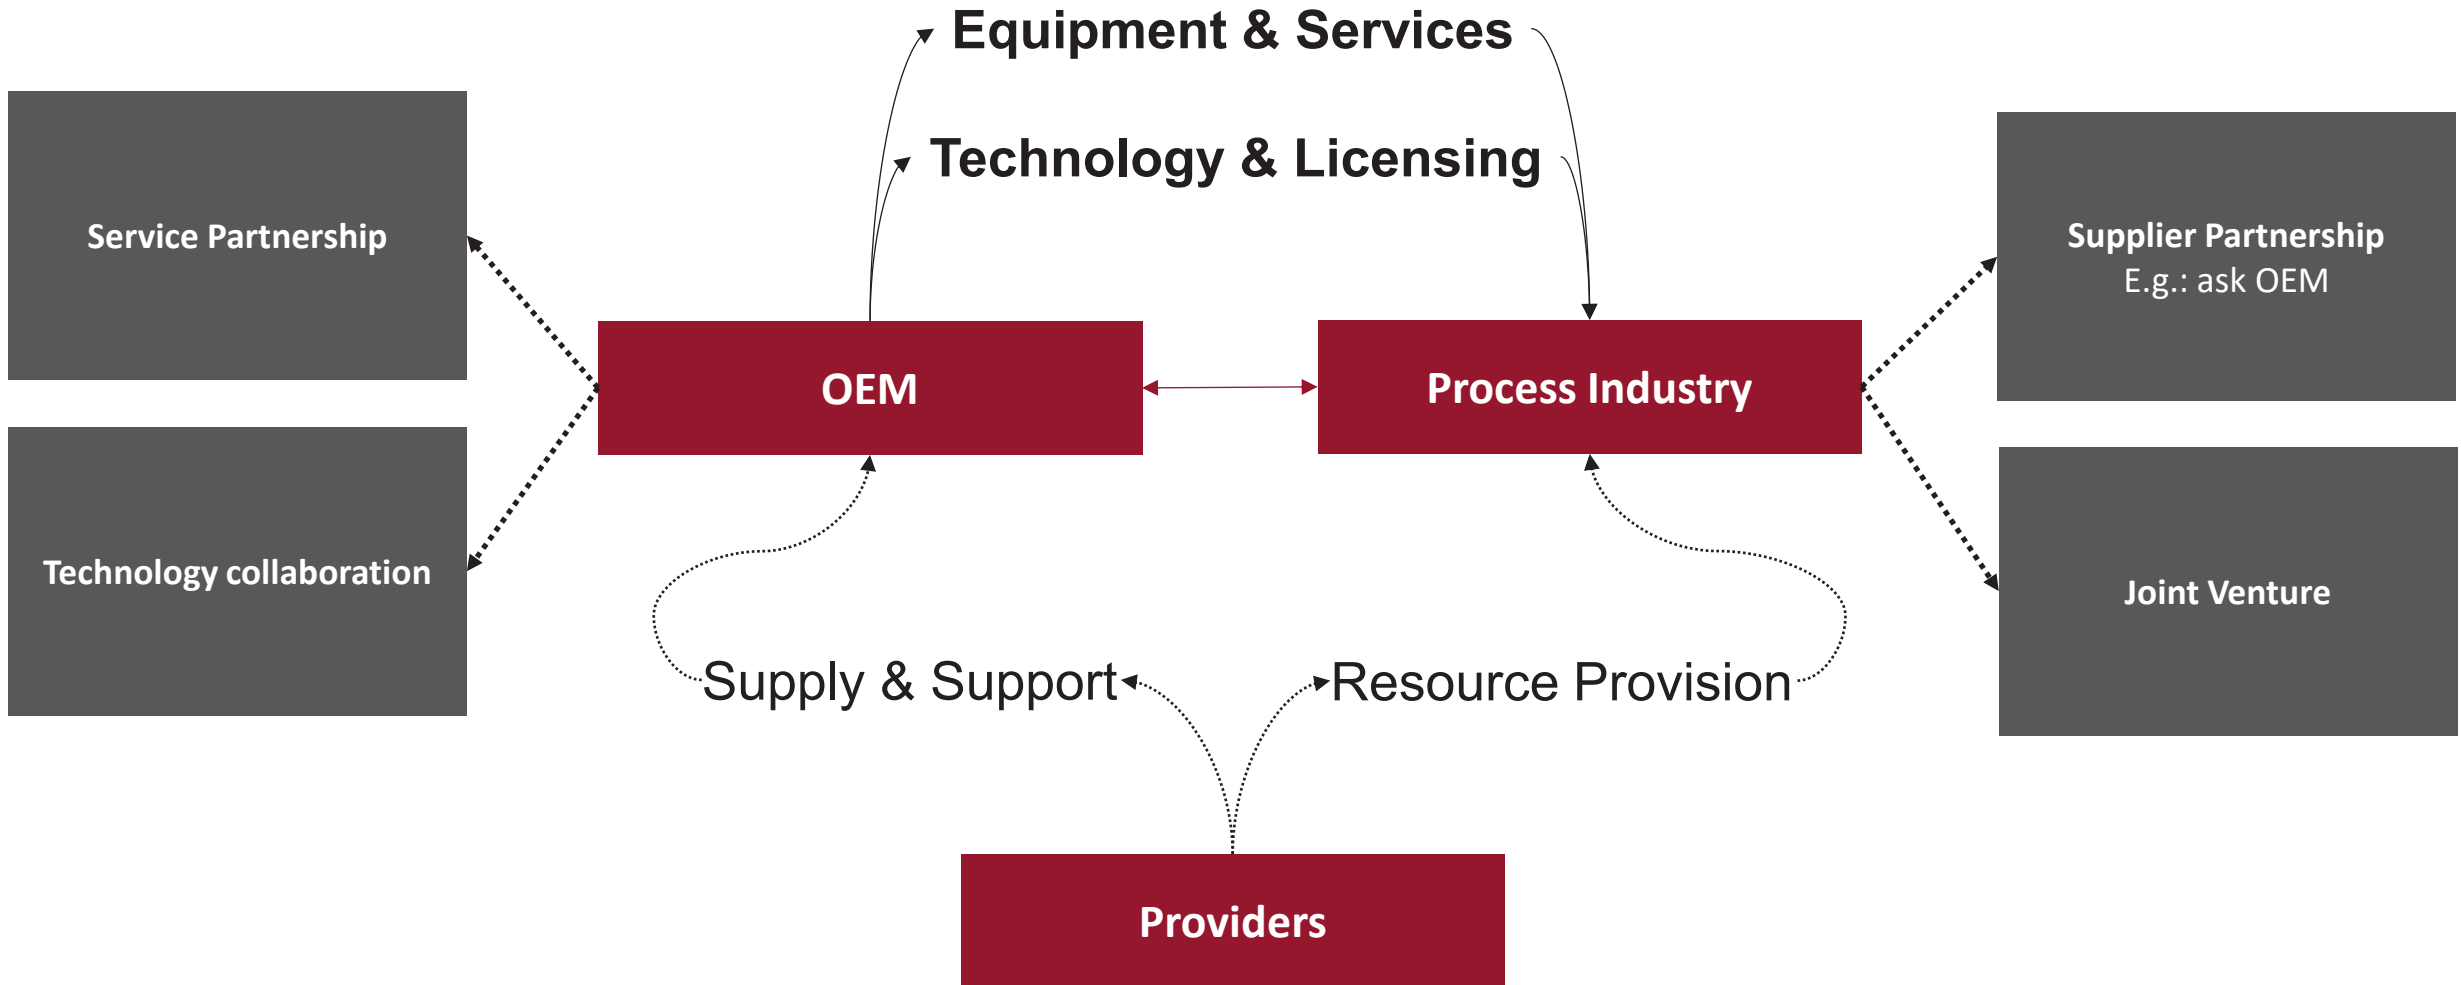 Equipment & Services
Technology & Licensing
Service Partnership
Supplier Partnership
E.g.: ask OEM
OEM
Process Industry
Technology collaboration
Joint Venture
Supply & Support
Resource Provision
Providers